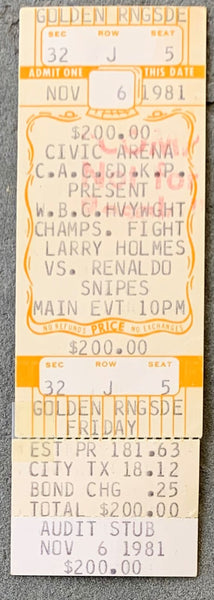 GOLDEN RNGSDE
SEC ROW SEAT
32 J 5
ADMIT ONE THIS DATE
NOV 6 1981
$200.00
CIVIC ARENA
C.A.C.&D.K.P.
PRESENT
W.B.C.HVYWGHT
CHAMPS. FIGHT
LARRY HOLMES
VS. RENALDO
SNIPES
MAIN EVT 10PM
NO REFUNDS PRICE NO EXCHANGES
$200.00
SEC ROW SEAT
32 J 5
GOLDEN RNGSDE
FRIDAY
EST PR 181.63
CITY TX 18.12
BOND CHG .25
TOTAL $200.00
AUDIT STUB
NOV 6 1981
$200.00